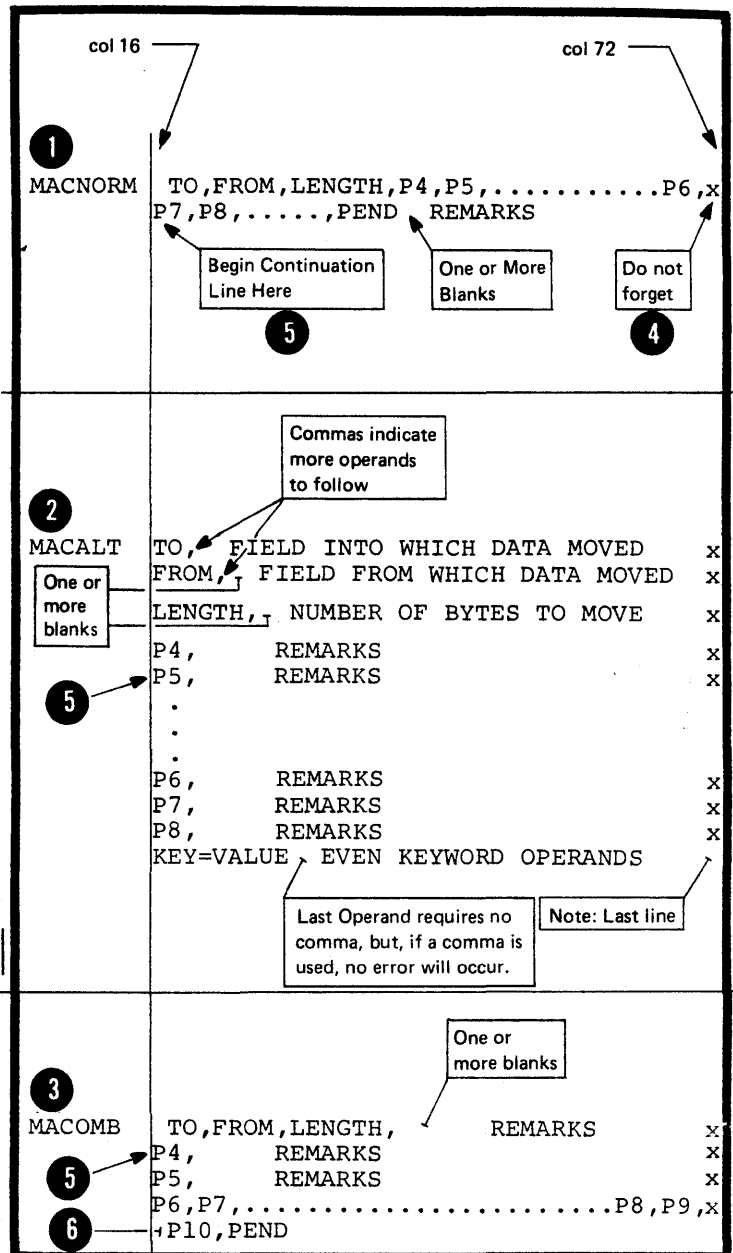 col 16
col 72
1
MACNORM TO,FROM,LENGTH,P4,P5,............P6,x
P7,P8,.....,PEND REMARKS
Begin Continuation
Line Here
One or More
Blanks
Do not
forget
5
4
Commas indicate
more operands
to follow
2
MACALT TO, FIELD INTO WHICH DATA MOVED x
FROM, FIELD FROM WHICH DATA MOVED x
One or
more
blanks
LENGTH, NUMBER OF BYTES TO MOVE x
P4, REMARKS x
5
P5, REMARKS x
.
.
.
P6, REMARKS x
P7, REMARKS x
P8, REMARKS x
KEY=VALUE EVEN KEYWORD OPERANDS
Last Operand requires no
comma, but, if a comma is
used, no error will occur.
Note: Last line
One or
more blanks
3
MACOMB TO,FROM,LENGTH, REMARKS x
5
P4, REMARKS x
P5, REMARKS x
P6,P7,.........................P8,P9,x
6
P10,PEND